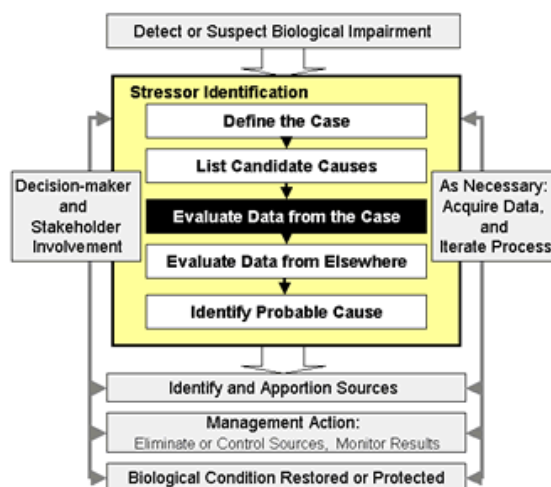 Detect or Suspect Biological Impairment
Stressor Identification
Define the Case
List Candidate Causes
Decision-maker
and
Stakeholder
Involvement
As Necessary:
Acquire Data,
and
Iterate Process
Evaluate Data from the Case
Evaluate Data from Elsewhere
Identify Probable Cause
Identify and Apportion Sources
Management Action:
Eliminate or Control Sources, Monitor Results
Biological Condition Restored or Protected